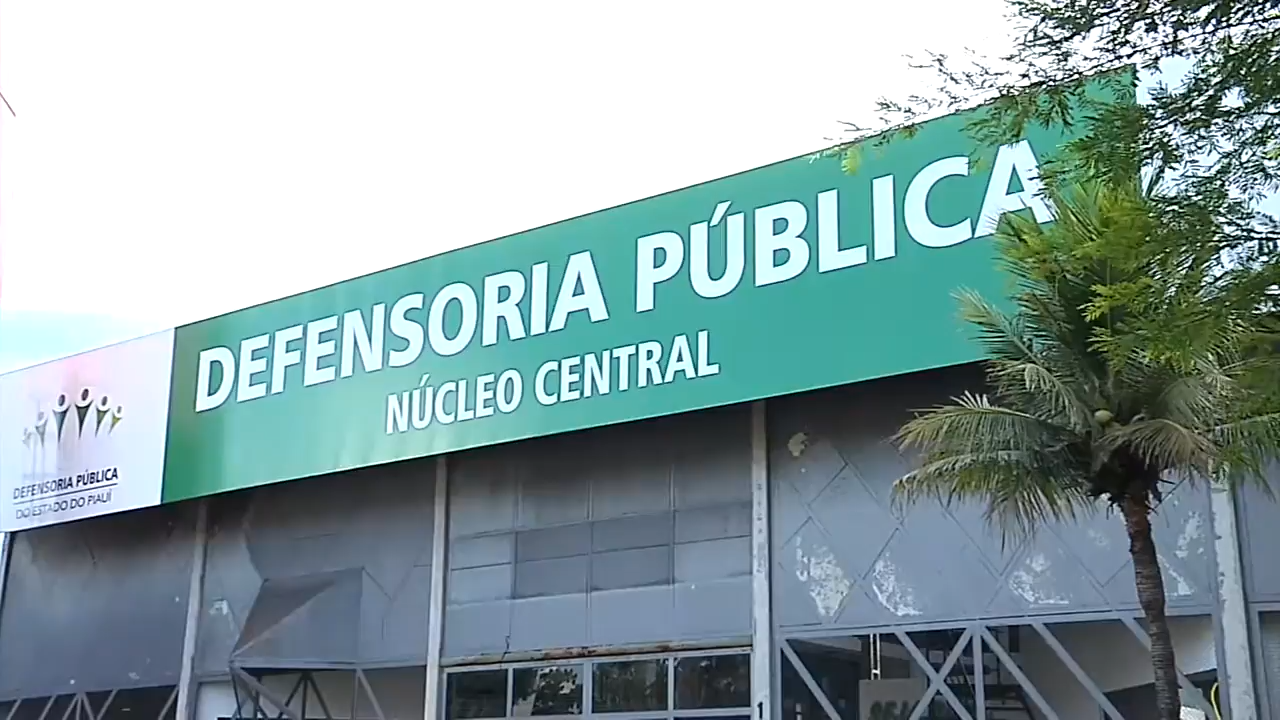 DEFENSORIA PÚBLICA
NÚCLEO CENTRAL
DEFENSORIA PÚBLICA
DO ESTADO DO PIAUÍ